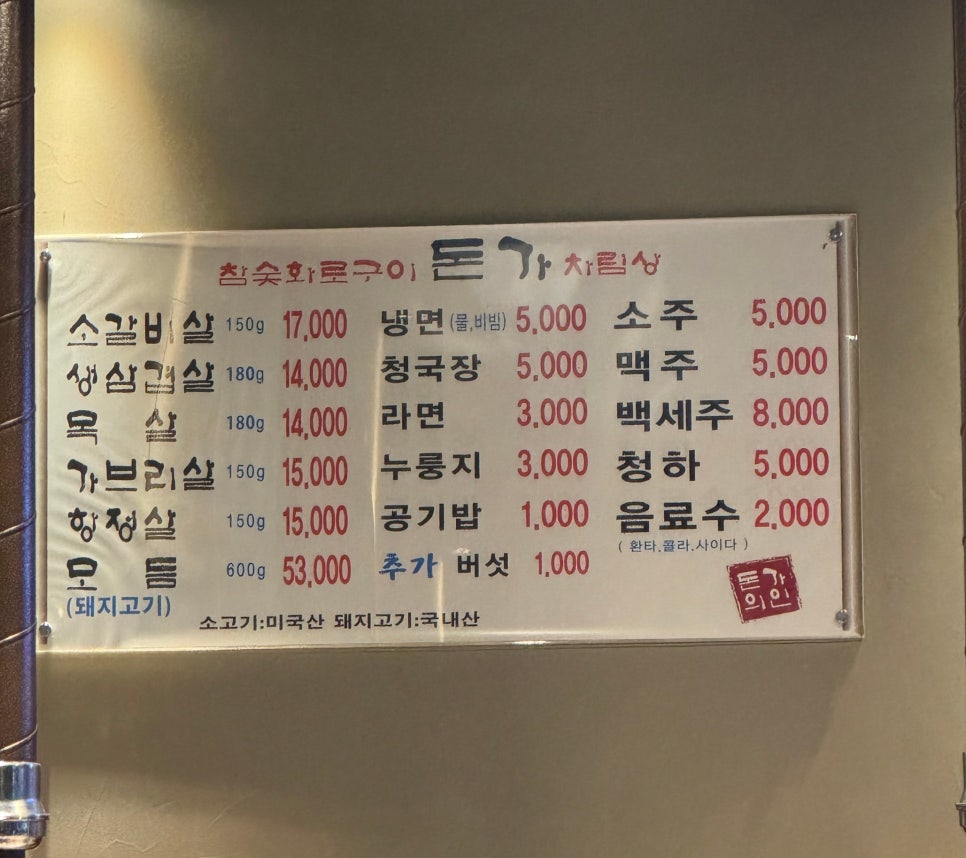 참숯화로구이 돈가 차림상
소갈비살 150g 17,000
생삼겹살 180g 14,000
목 살 180g 14,000
가브리살 150g 15,000
항정살 150g 15,000
모 듬 600g 53,000
(돼지고기)
냉면(물,비빔) 5,000
청국장 5,000
라면 3,000
누룽지 3,000
공기밥 1,000
추가 버섯 1,000
소주 5,000
맥주 5,000
백세주 8,000
청하 5,000
음료수 2,000
( 환타.콜라.사이다 )
소고기:미국산 돼지고기:국내산
돈가
의인